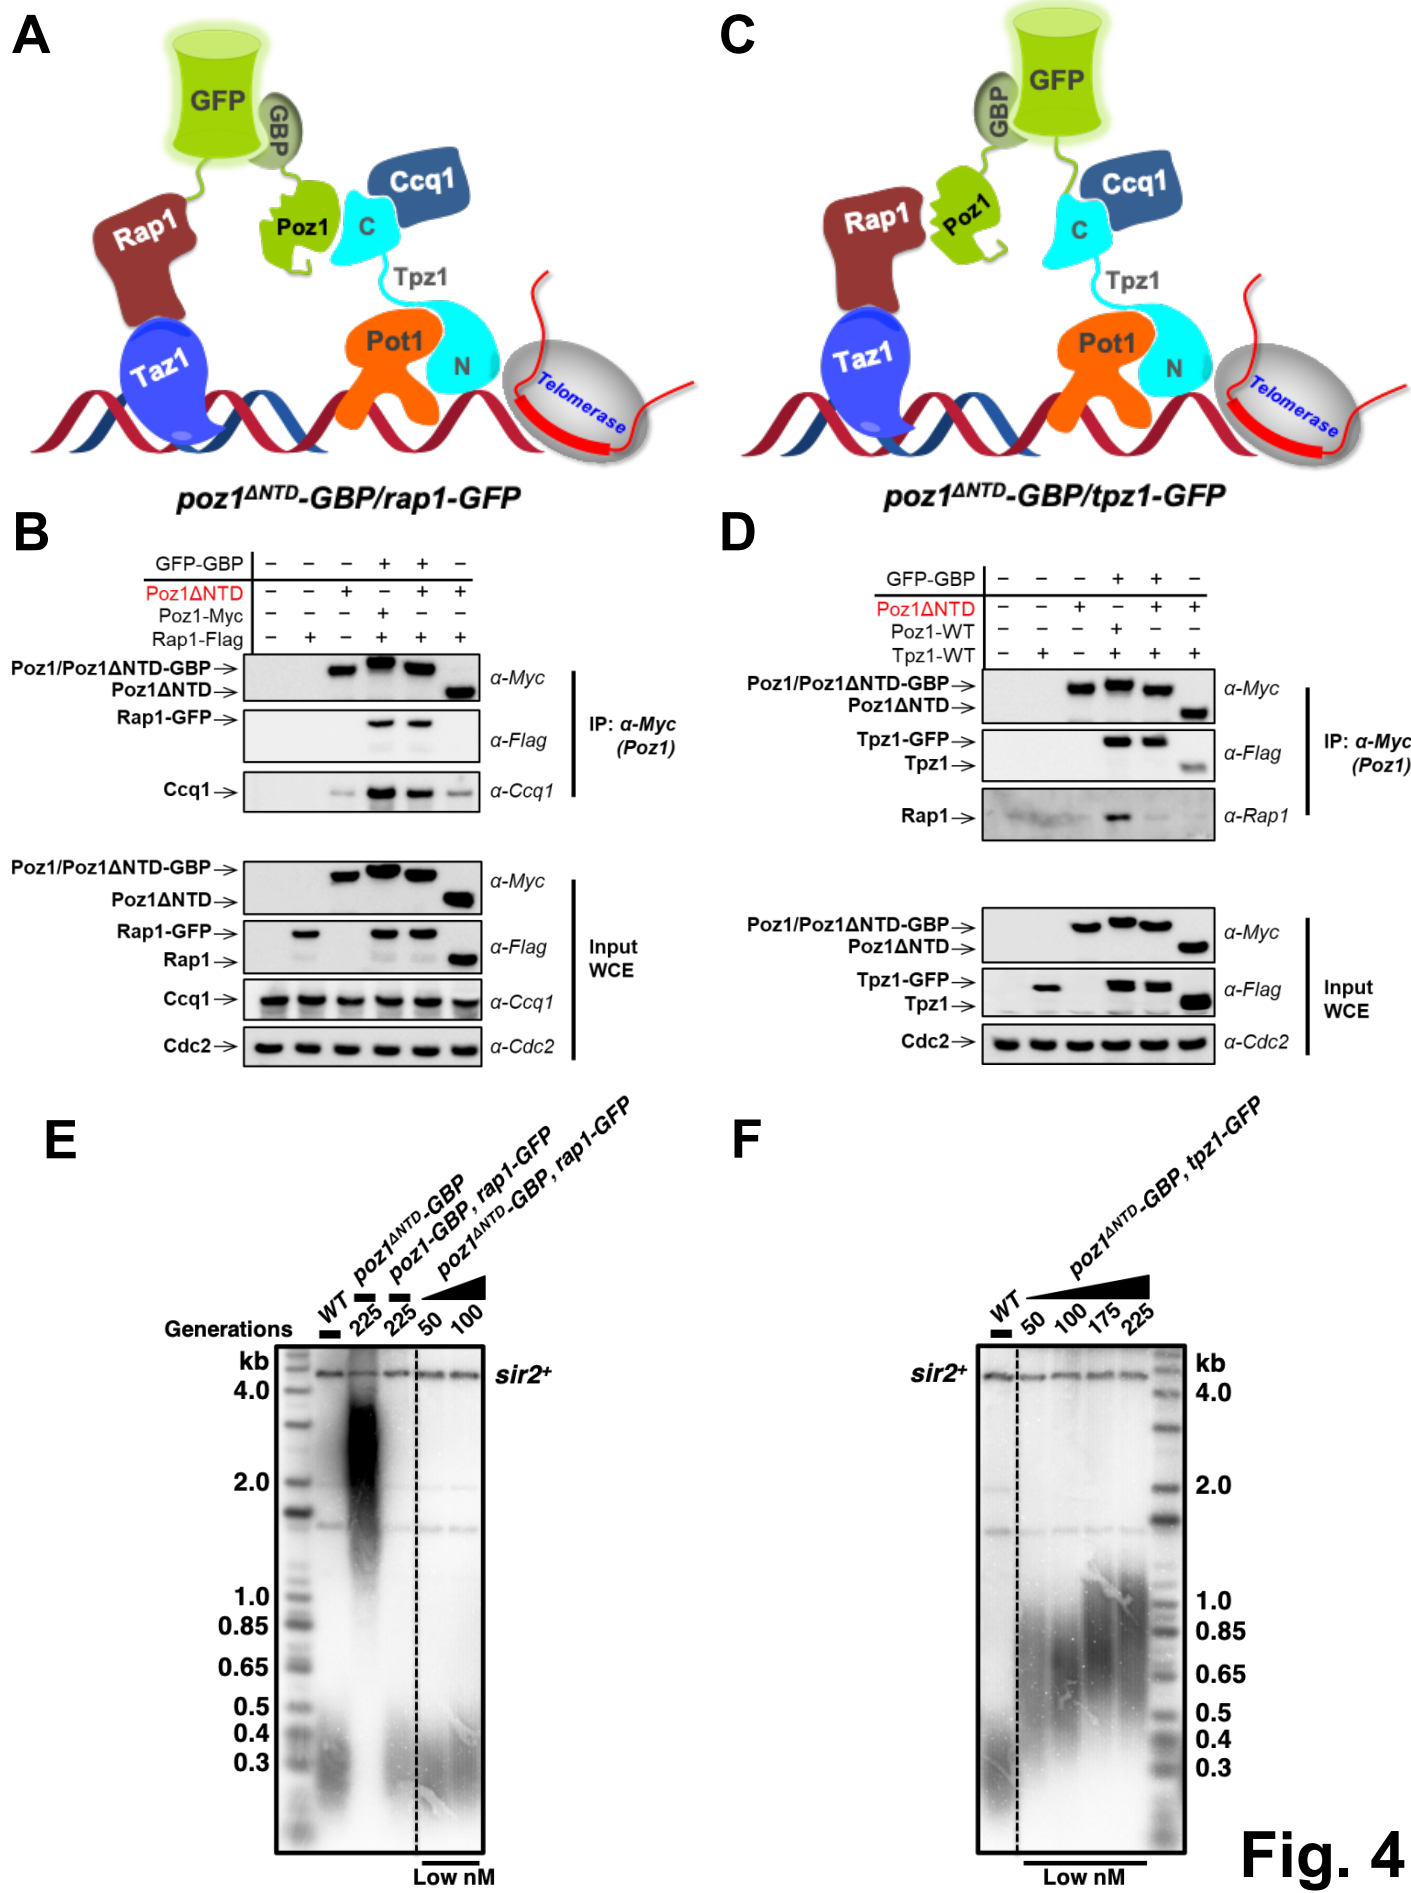 A
GFP
GBP
Rap1
Poz1
C
Ccq1
Tpz1
Taz1
Pot1
N
Telomerase
poz1ΔNTD-GBP/rap1-GFP
C
GBP
GFP
Rap1
Poz1
C
Ccq1
Tpz1
Taz1
Pot1
N
Telomerase
poz1ΔNTD-GBP/tpz1-GFP
B
GFP-GBP − − − + + −
Poz1ΔNTD − − + − + +
Poz1-Myc − − − + − −
Rap1-Flag − + − + + +
Poz1/Poz1ΔNTD-GBP→ α-Myc
Poz1ΔNTD→
Rap1-GFP→ α-Flag
Ccq1→ α-Ccq1
IP: α-Myc
(Poz1)
Poz1/Poz1ΔNTD-GBP→ α-Myc
Poz1ΔNTD→
Rap1-GFP→ α-Flag
Rap1→
Ccq1→ α-Ccq1
Cdc2→ α-Cdc2
Input
WCE
D
GFP-GBP − − − + + −
Poz1ΔNTD − − + − + +
Poz1-WT − − − + − −
Tpz1-WT − + − + + +
Poz1/Poz1ΔNTD-GBP→ α-Myc
Poz1ΔNTD→
Tpz1-GFP→ α-Flag
Tpz1→
Rap1→ α-Rap1
IP: α-Myc
(Poz1)
Poz1/Poz1ΔNTD-GBP→ α-Myc
Poz1ΔNTD→
Tpz1-GFP→ α-Flag
Tpz1→
Cdc2→ α-Cdc2
Input
WCE
E
WT
poz1ΔNTD-GBP
poz1-GBP, rap1-GFP
poz1ΔNTD-GBP, rap1-GFP
Generations 225 225 50 100
kb
sir2+
4.0
2.0
1.0
0.85
0.65
0.5
0.4
0.3
Low nM
F
WT
poz1ΔNTD-GBP, tpz1-GFP
50 100 175 225
sir2+
kb
4.0
2.0
1.0
0.85
0.65
0.5
0.4
0.3
Low nM
Fig. 4